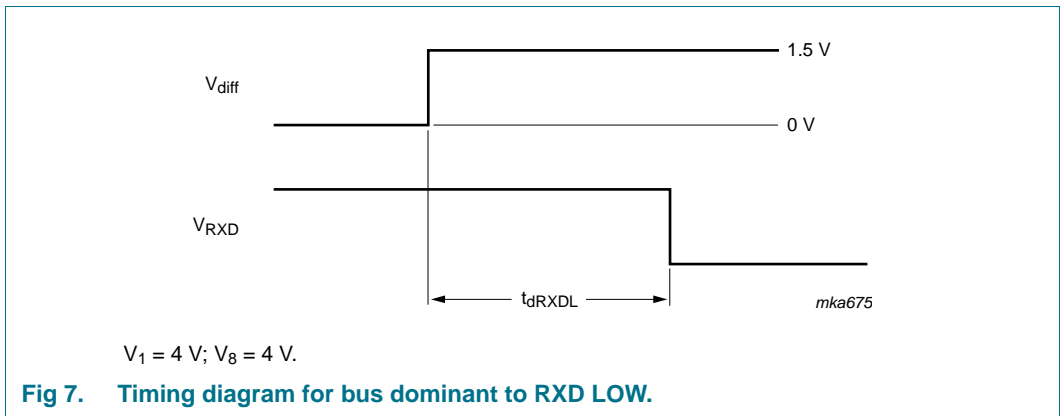 1.5 V
Vdiff
0 V
VRXD
tdRXDL
mka675
V1 = 4 V; V8 = 4 V.
Fig 7. Timing diagram for bus dominant to RXD LOW.